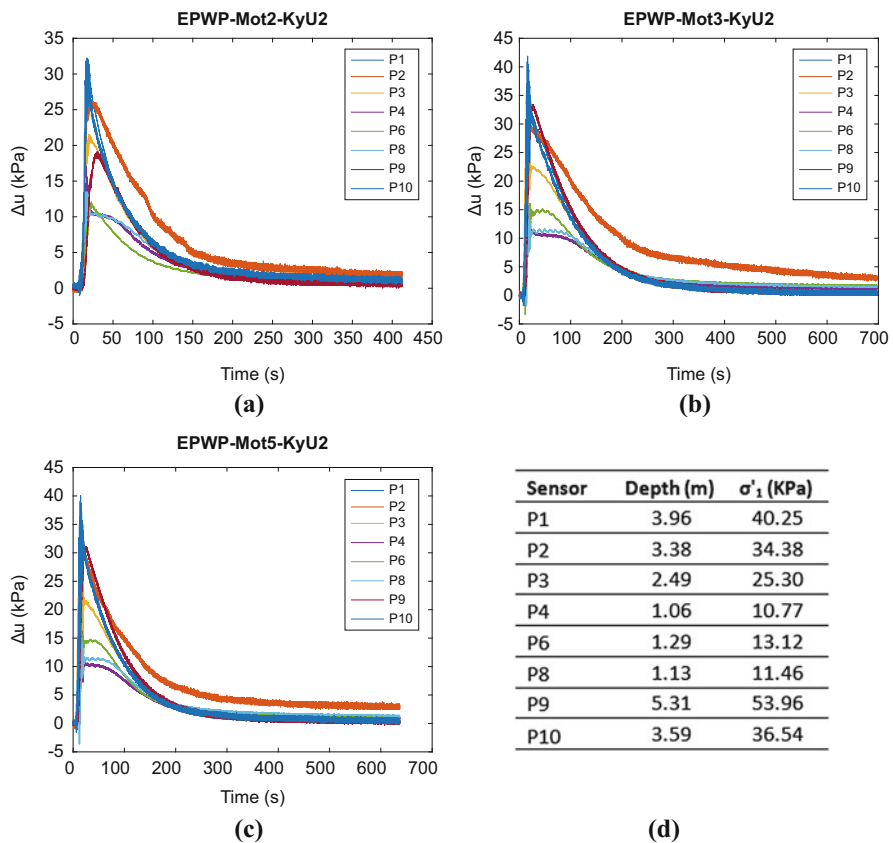 EPWP-Mot2-KyU2
35
30
25
20
15
10
5
0
-5
Δu (kPa)
P1
P2
P3
P4
P6
P8
P9
P10
0 50 100 150 200 250 300 350 400 450
Time (s)
(a)
EPWP-Mot3-KyU2
45
40
35
30
25
20
15
10
5
0
-5
Δu (kPa)
P1
P2
P3
P4
P6
P8
P9
P10
0 100 200 300 400 500 600 700
Time (s)
(b)
EPWP-Mot5-KyU2
45
40
35
30
25
20
15
10
5
0
-5
Δu (kPa)
P1
P2
P3
P4
P6
P8
P9
P10
0 100 200 300 400 500 600 700
Time (s)
(c)
Sensor Depth (m) σ'₁ (KPa)
P1 3.96 40.25
P2 3.38 34.38
P3 2.49 25.30
P4 1.06 10.77
P6 1.29 13.12
P8 1.13 11.46
P9 5.31 53.96
P10 3.59 36.54
(d)